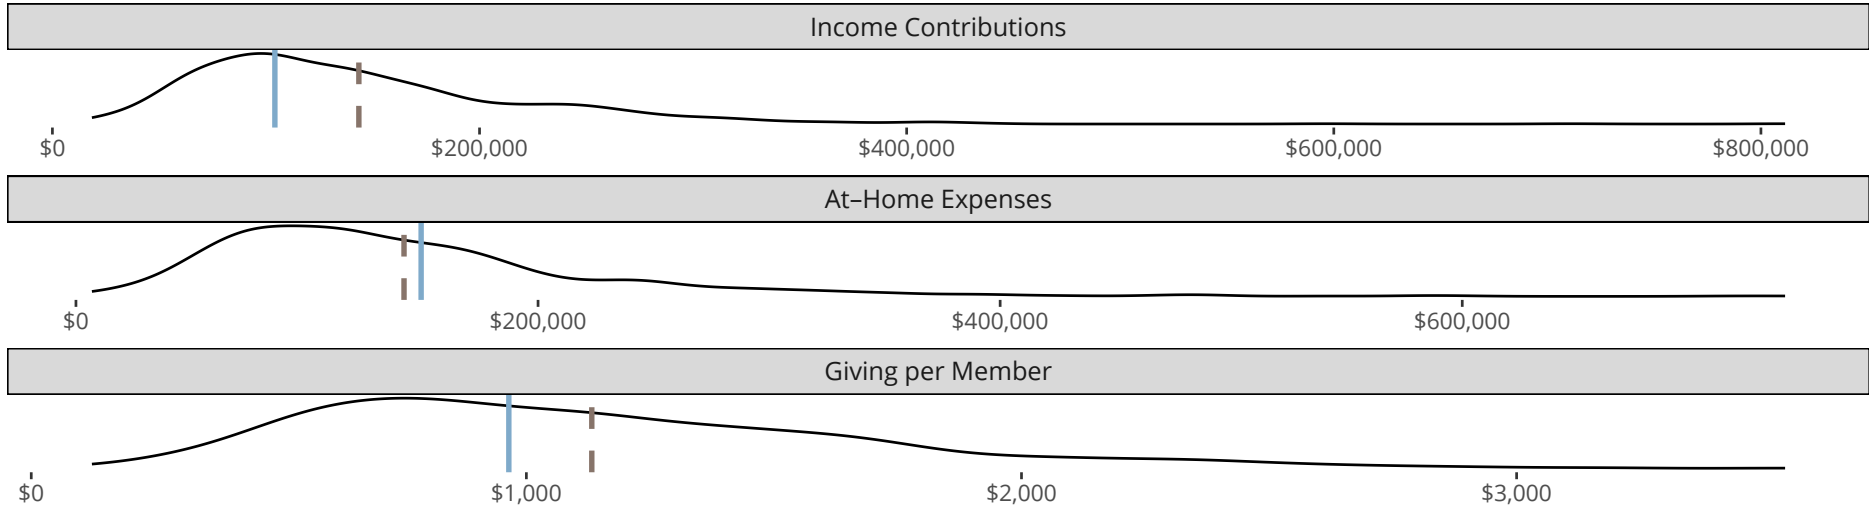 Income Contributions
$0 $200,000 $400,000 $600,000 $800,000
At–Home Expenses
$0 $200,000 $400,000 $600,000
Giving per Member
$0 $1,000 $2,000 $3,000